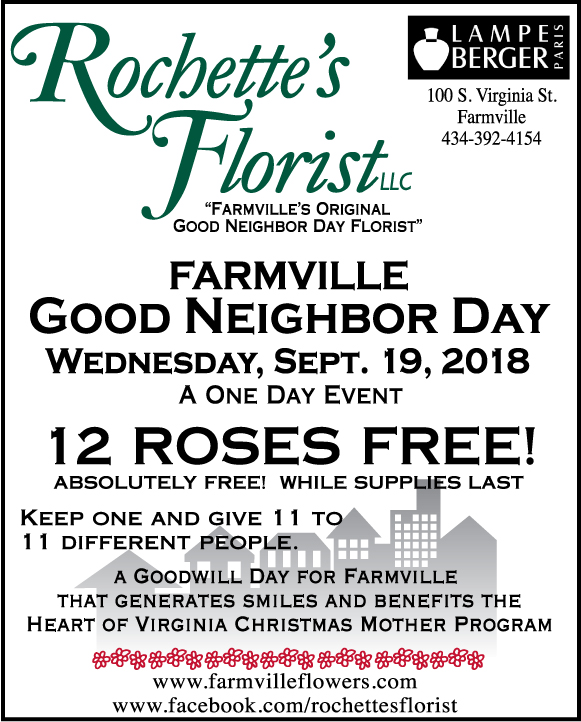 Rochette's
Florist LLC
LAMPE
BERGER
PARIS
100 S. Virginia St.
Farmville
434-392-4154
"Farmville's Original
Good Neighbor Day Florist"
FARMVILLE
Good Neighbor Day
Wednesday, Sept. 19, 2018
A One Day Event
12 ROSES FREE!
ABSOLUTELY FREE! WHILE SUPPLIES LAST
Keep one and give 11 to
11 different people.
a Goodwill Day for Farmville
that generates smiles and benefits the
Heart of Virginia Christmas Mother Program
www.farmvilleflowers.com
www.facebook.com/rochettesflorist